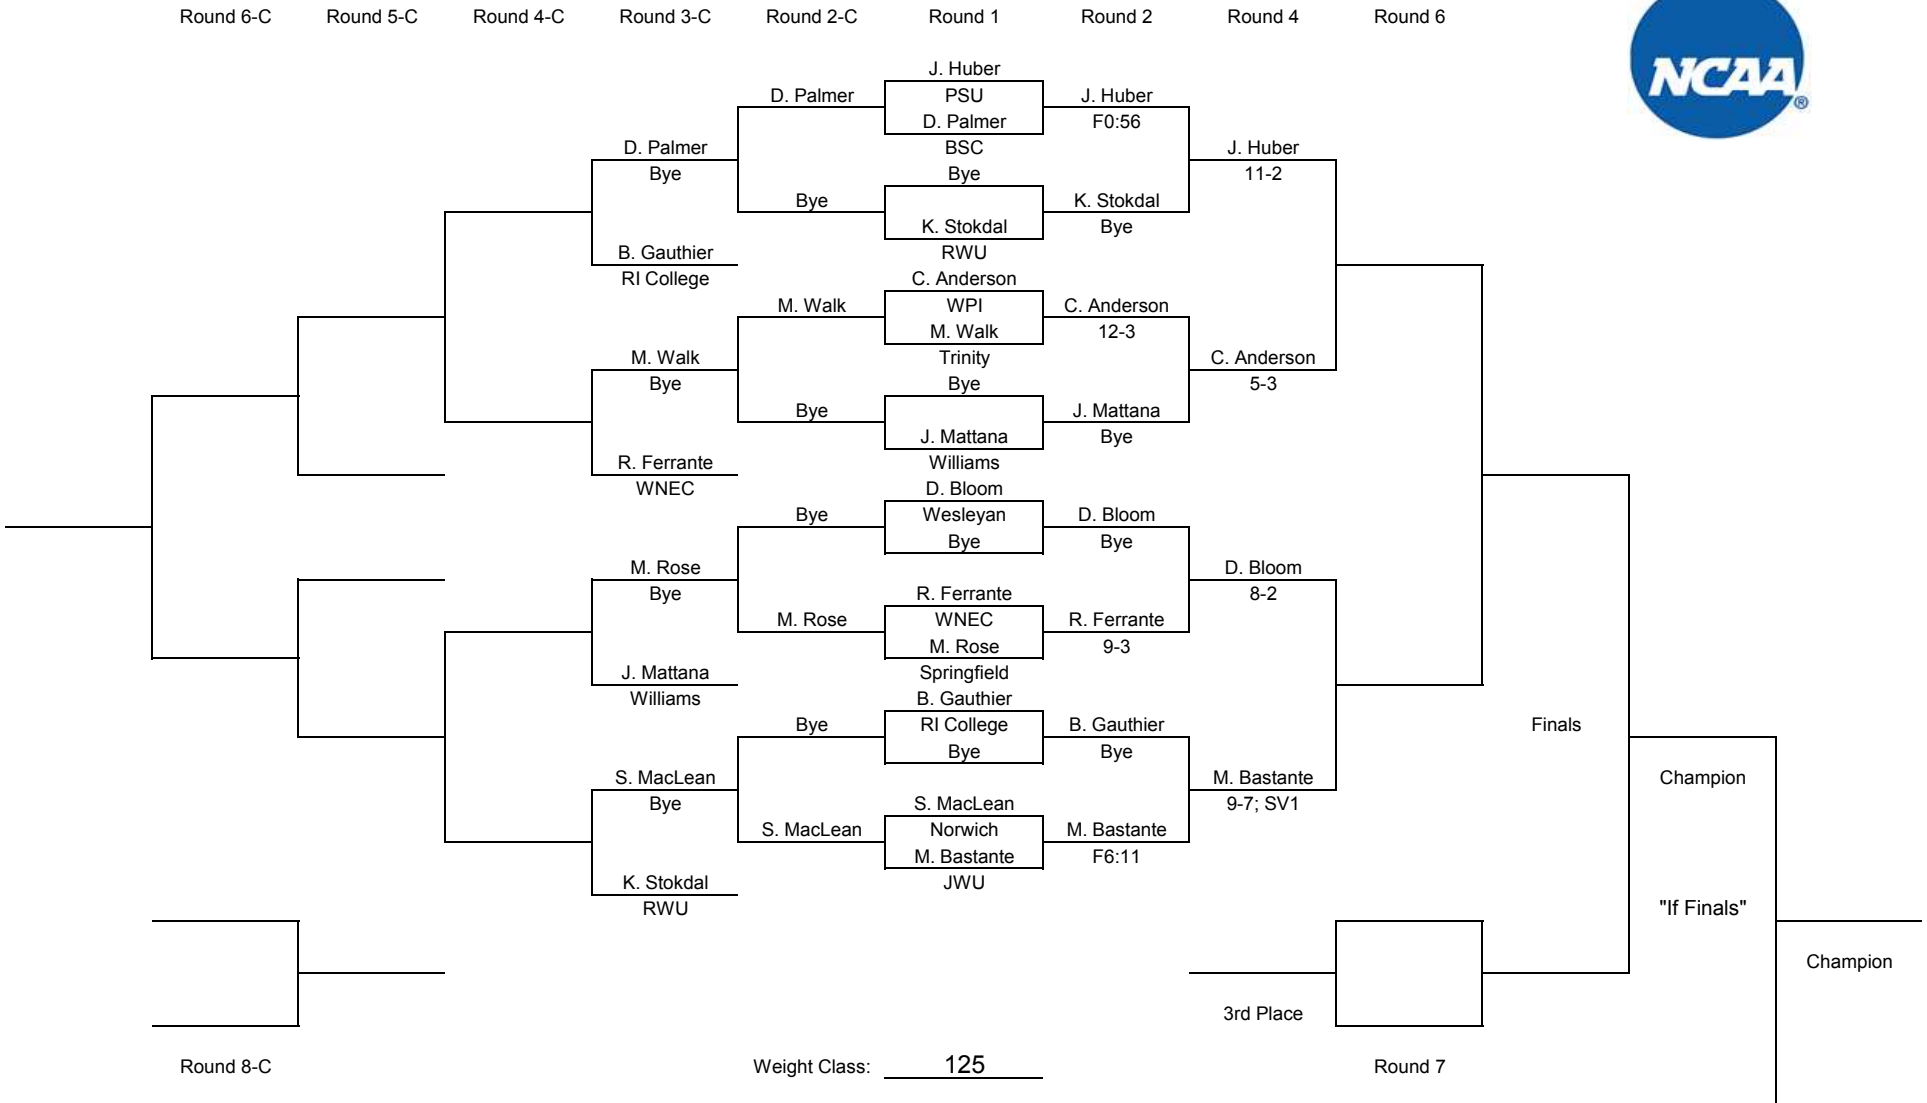 Round 6-C Round 5-C Round 4-C Round 3-C Round 2-C Round 1 Round 2 Round 4 Round 6
NCAA®
J. Huber
D. Palmer PSU J. Huber
D. Palmer F0:56
D. Palmer BSC J. Huber
Bye Bye 11-2
Bye K. Stokdal
K. Stokdal Bye
B. Gauthier RWU
RI College C. Anderson
M. Walk WPI C. Anderson
M. Walk 12-3
M. Walk Trinity C. Anderson
Bye Bye 5-3
Bye J. Mattana
J. Mattana Bye
R. Ferrante Williams
WNEC D. Bloom
Bye Wesleyan D. Bloom
Bye Bye
M. Rose D. Bloom
Bye R. Ferrante 8-2
M. Rose WNEC R. Ferrante
M. Rose 9-3
J. Mattana Springfield
Williams B. Gauthier
Bye RI College B. Gauthier Finals
Bye Bye
S. MacLean M. Bastante Champion
Bye S. MacLean 9-7; SV1
S. MacLean Norwich M. Bastante
M. Bastante F6:11
K. Stokdal JWU
RWU "If Finals"
Champion
3rd Place
Round 8-C Weight Class: 125 Round 7